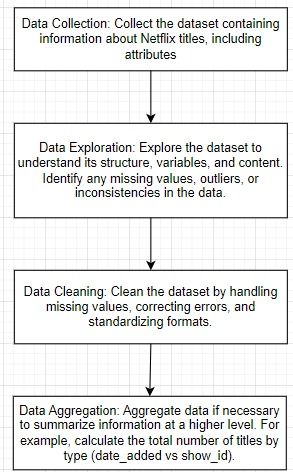 Data Collection: Collect the dataset containing
information about Netflix titles, including
attributes
Data Exploration: Explore the dataset to
understand its structure, variables, and content.
Identify any missing values, outliers, or
inconsistencies in the data.
Data Cleaning: Clean the dataset by handling
missing values, correcting errors, and
standardizing formats.
Data Aggregation: Aggregate data if necessary
to summarize information at a higher level. For
example, calculate the total number of titles by
type (date_added vs show_id).